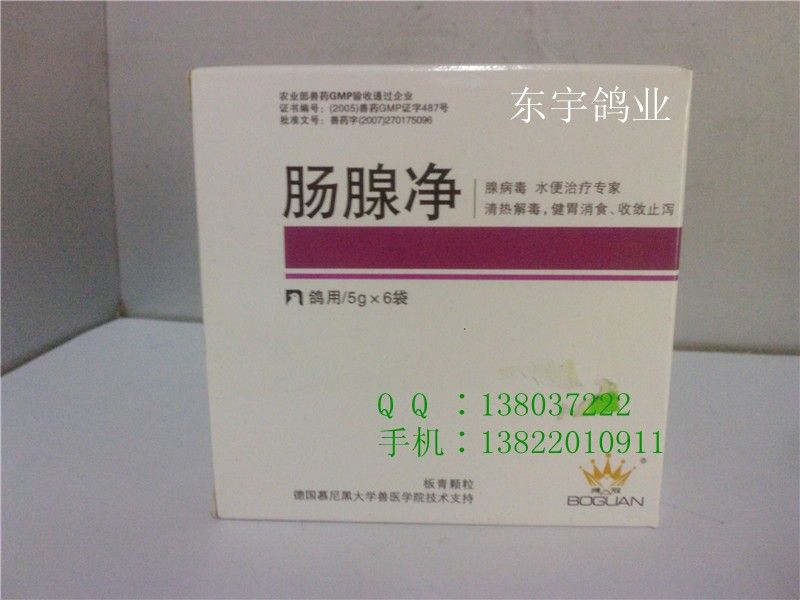 农业部兽药GMP验收通过企业
证书编号：(2005)兽药GMP证字487号
批准文号：兽药字(2007)270175096
东宇鸽业
肠腺净
腺病毒 水便治疗专家
清热解毒，健胃消食、收敛止泻
鸽用/5g×6袋
QQ：138037222
手机：13822010911
板青颗粒
德国慕尼黑大学兽医学院技术支持
博冠
®
BOGUAN